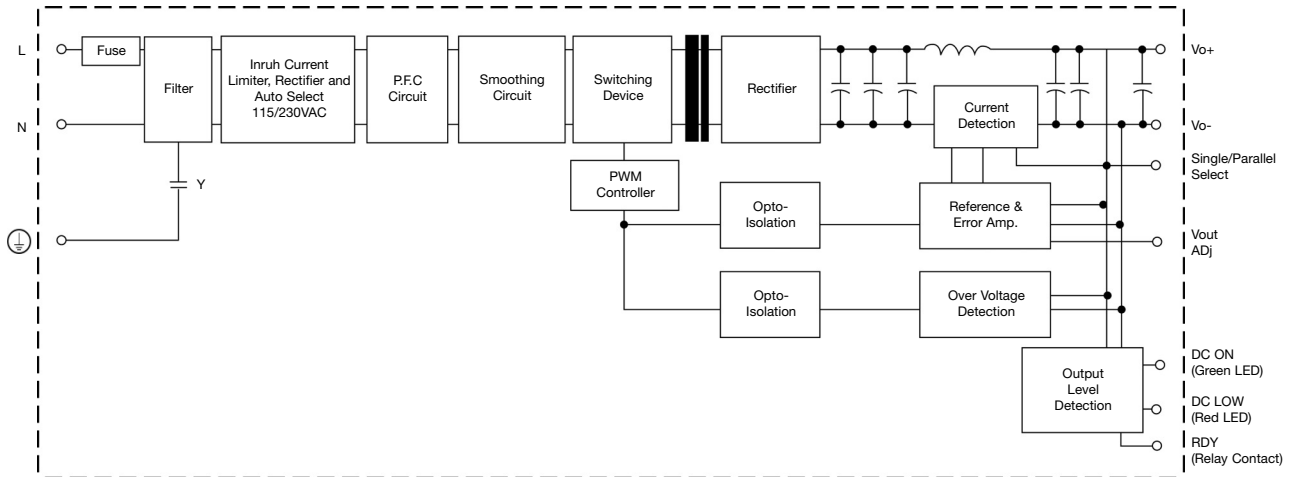 L
Fuse
N
Filter
Inruh Current
Limiter, Rectifier and
Auto Select
115/230VAC
P.F.C
Circuit
Smoothing
Circuit
Switching
Device
Rectifier
Current
Detection
Vo+
Vo-
Single/Parallel
Select
Y
PWM
Controller
Opto-
Isolation
Reference &
Error Amp.
Vout
ADj
Opto-
Isolation
Over Voltage
Detection
Output
Level
Detection
DC ON
(Green LED)
DC LOW
(Red LED)
RDY
(Relay Contact)